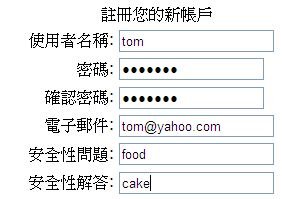 註冊您的新帳戶
使用者名稱: tom
密碼: ●●●●●●●
確認密碼: ●●●●●●●
電子郵件: tom@yahoo.com
安全性問題: food
安全性解答: cake